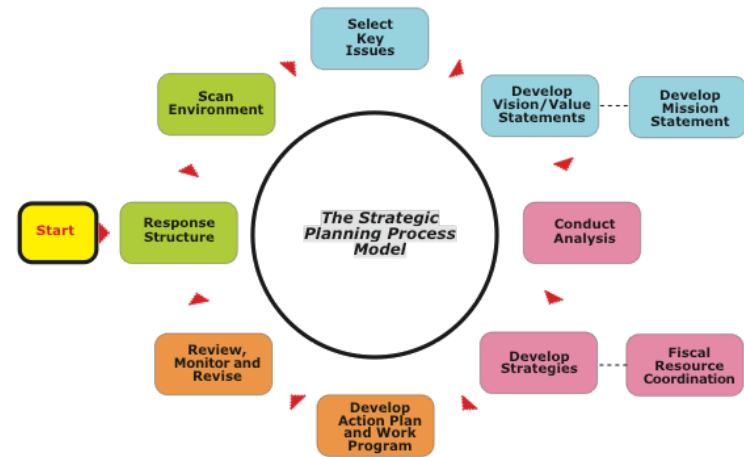 Select
Key
Issues
Scan
Environment
Develop
Vision/Value
Statements
Develop
Mission
Statement
Start
Response
Structure
The Strategic
Planning Process
Model
Conduct
Analysis
Review,
Monitor and
Revise
Develop
Strategies
Fiscal
Resource
Coordination
Develop
Action Plan
and Work
Program